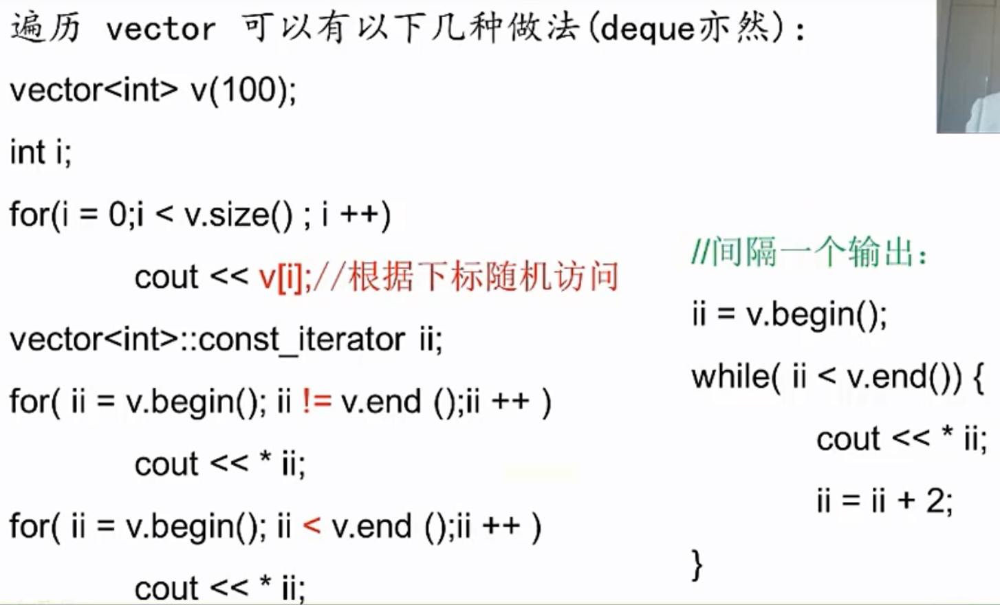 遍历 vector 可以有以下几种做法(deque亦然):
vector<int> v(100);
int i;
for(i = 0;i < v.size() ; i ++)
cout << v[i];//根据下标随机访问
vector<int>::const_iterator ii;
for( ii = v.begin(); ii != v.end ();ii ++ )
cout << * ii;
for( ii = v.begin(); ii < v.end ();ii ++ )
cout << * ii;
//间隔一个输出:
ii = v.begin();
while( ii < v.end()) {
cout << * ii;
ii = ii + 2;
}